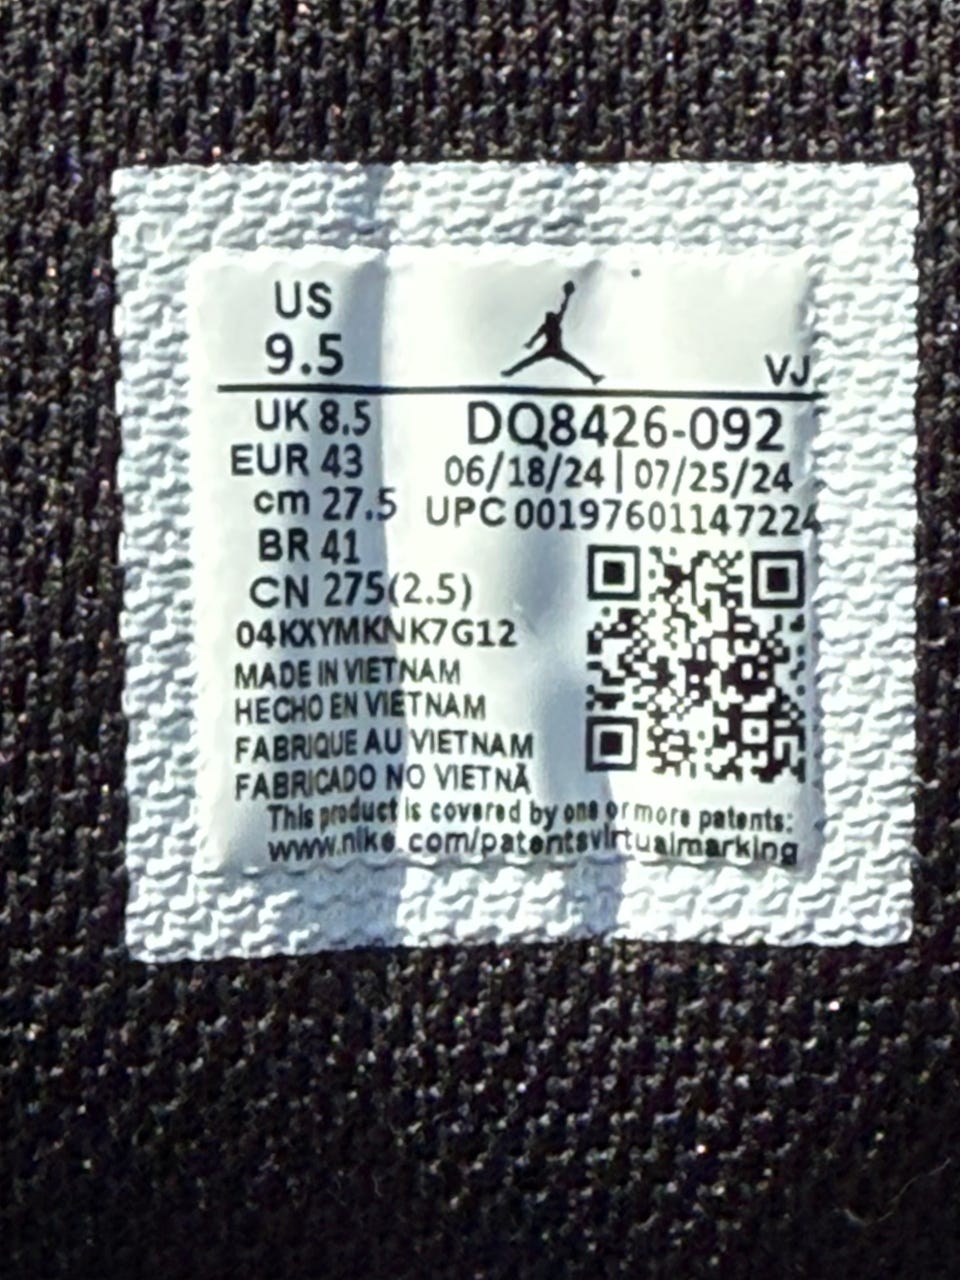 US
9.5
VJ
UK 8.5
DQ8426-092
EUR 43
06/18/24 | 07/25/24
cm 27.5
UPC 00197601147224
BR 41
CN 275(2.5)
04KXYMKNK7G12
MADE IN VIETNAM
HECHO EN VIETNAM
FABRIQUE AU VIETNAM
FABRICADO NO VIETNÃ
This product is covered by one or more patents:
www.nike.com/patentsvirtualmarking